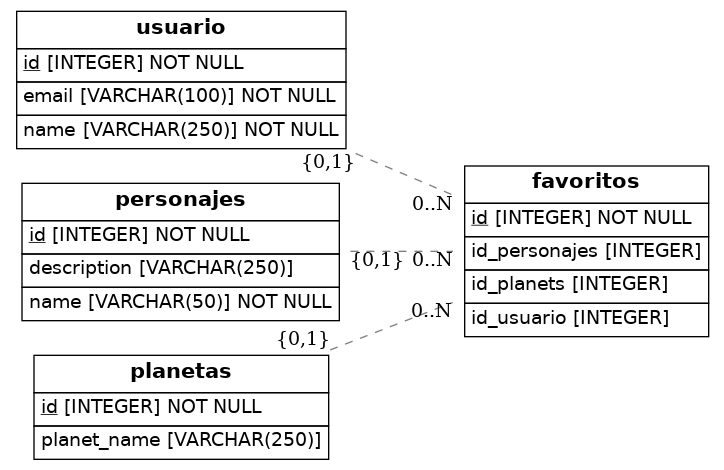 usuario
id [INTEGER] NOT NULL
email [VARCHAR(100)] NOT NULL
name [VARCHAR(250)] NOT NULL
{0,1}
0..N
personajes
id [INTEGER] NOT NULL
description [VARCHAR(250)]
name [VARCHAR(50)] NOT NULL
{0,1} 0..N
favoritos
id [INTEGER] NOT NULL
id_personajes [INTEGER]
id_planets [INTEGER]
id_usuario [INTEGER]
0..N
{0,1}
planetas
id [INTEGER] NOT NULL
planet_name [VARCHAR(250)]